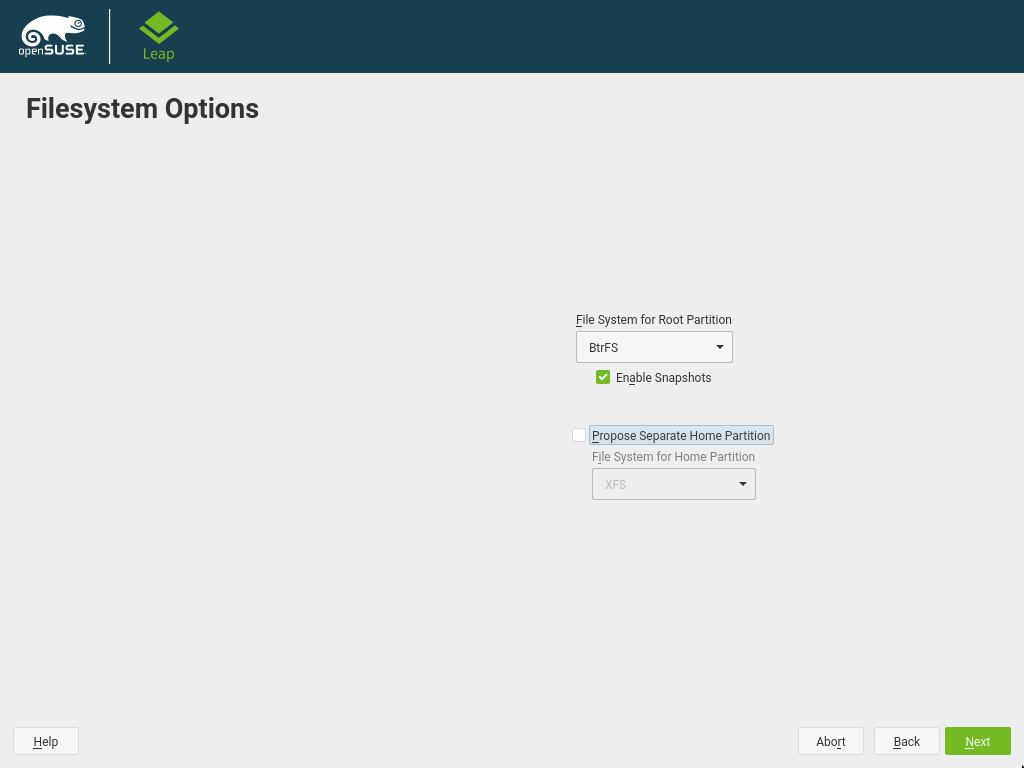 openSUSE
Leap
Filesystem Options
File System for Root Partition
BtrFS
Enable Snapshots
Propose Separate Home Partition
File System for Home Partition
XFS
Help
Abort
Back
Next